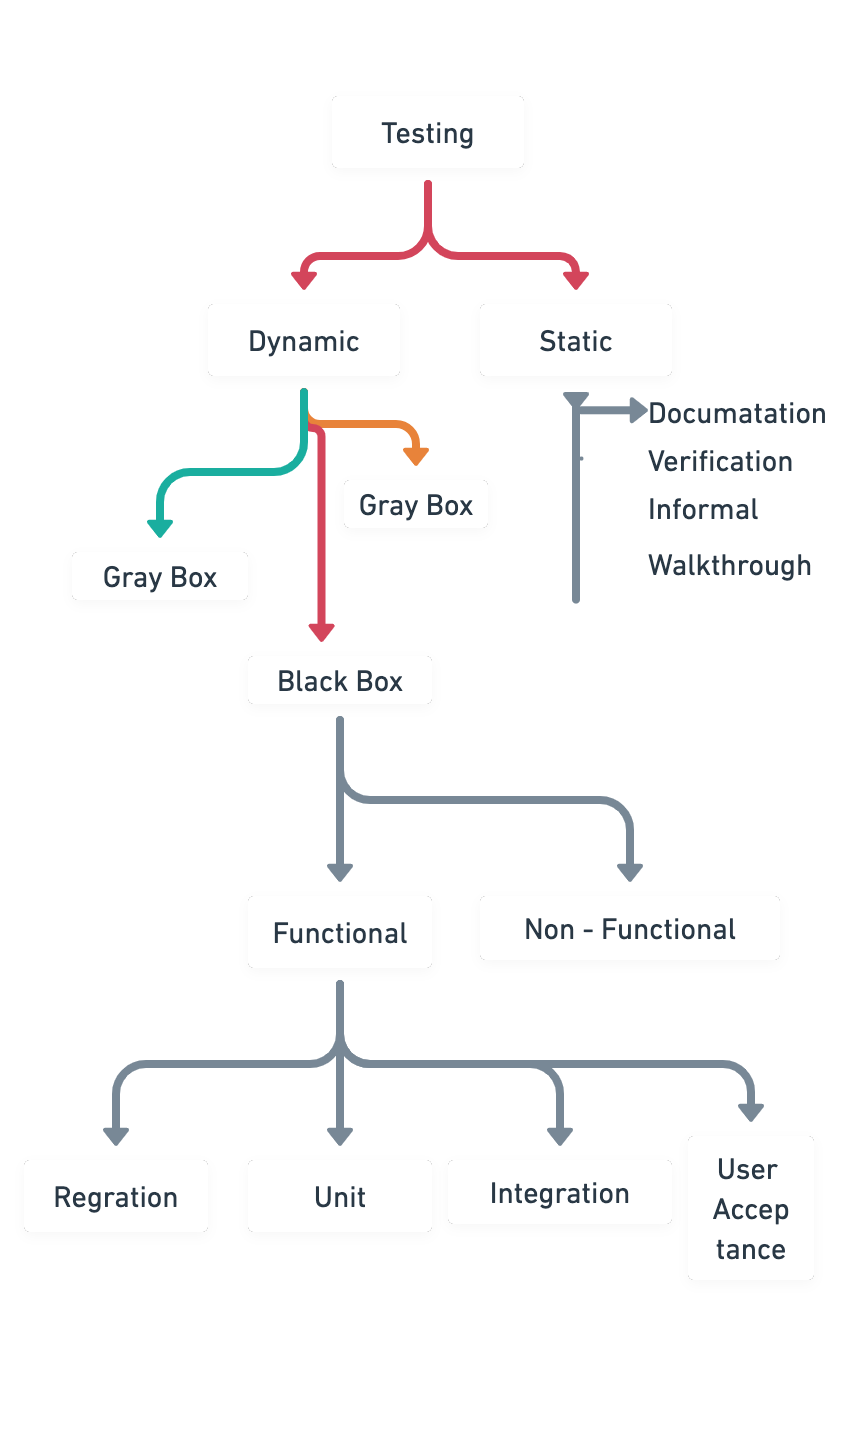 Testing
Dynamic
Static
Documatation
Verification
Informal
Walkthrough
Gray Box
Gray Box
Black Box
Functional
Non - Functional
Regration
Unit
Integration
User
Accep
tance